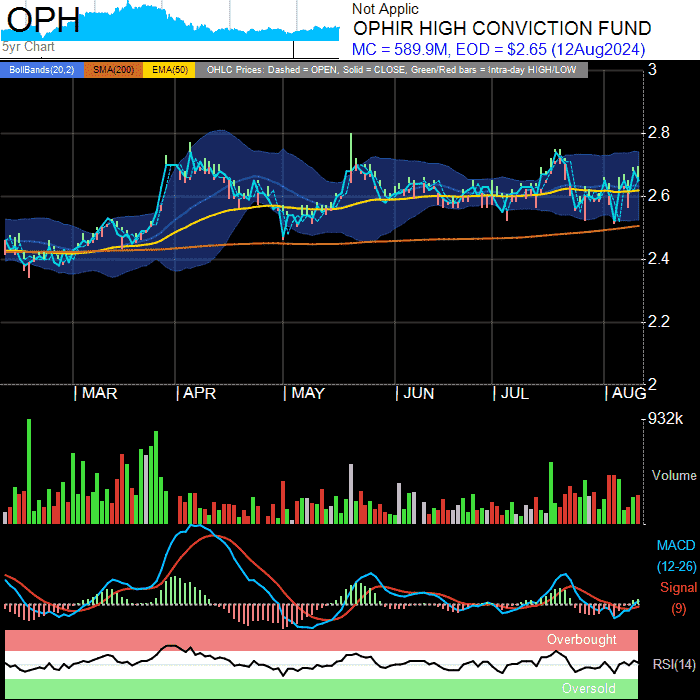 OPH
5yr Chart
Not Applic
OPHIR HIGH CONVICTION FUND
MC = 589.9M, EOD = $2.65 (12Aug2024)
BollBands(20,2) SMA(200) EMA(50) OHLC Prices: Dashed = OPEN, Solid = CLOSE, Green/Red bars = Intra-day HIGH/LOW
3
2.8
2.6
2.4
2.2
2
| MAR | APR | MAY | JUN | JUL | AUG
932k
Volume
MACD
(12-26)
Signal
(9)
Overbought
RSI(14)
Oversold